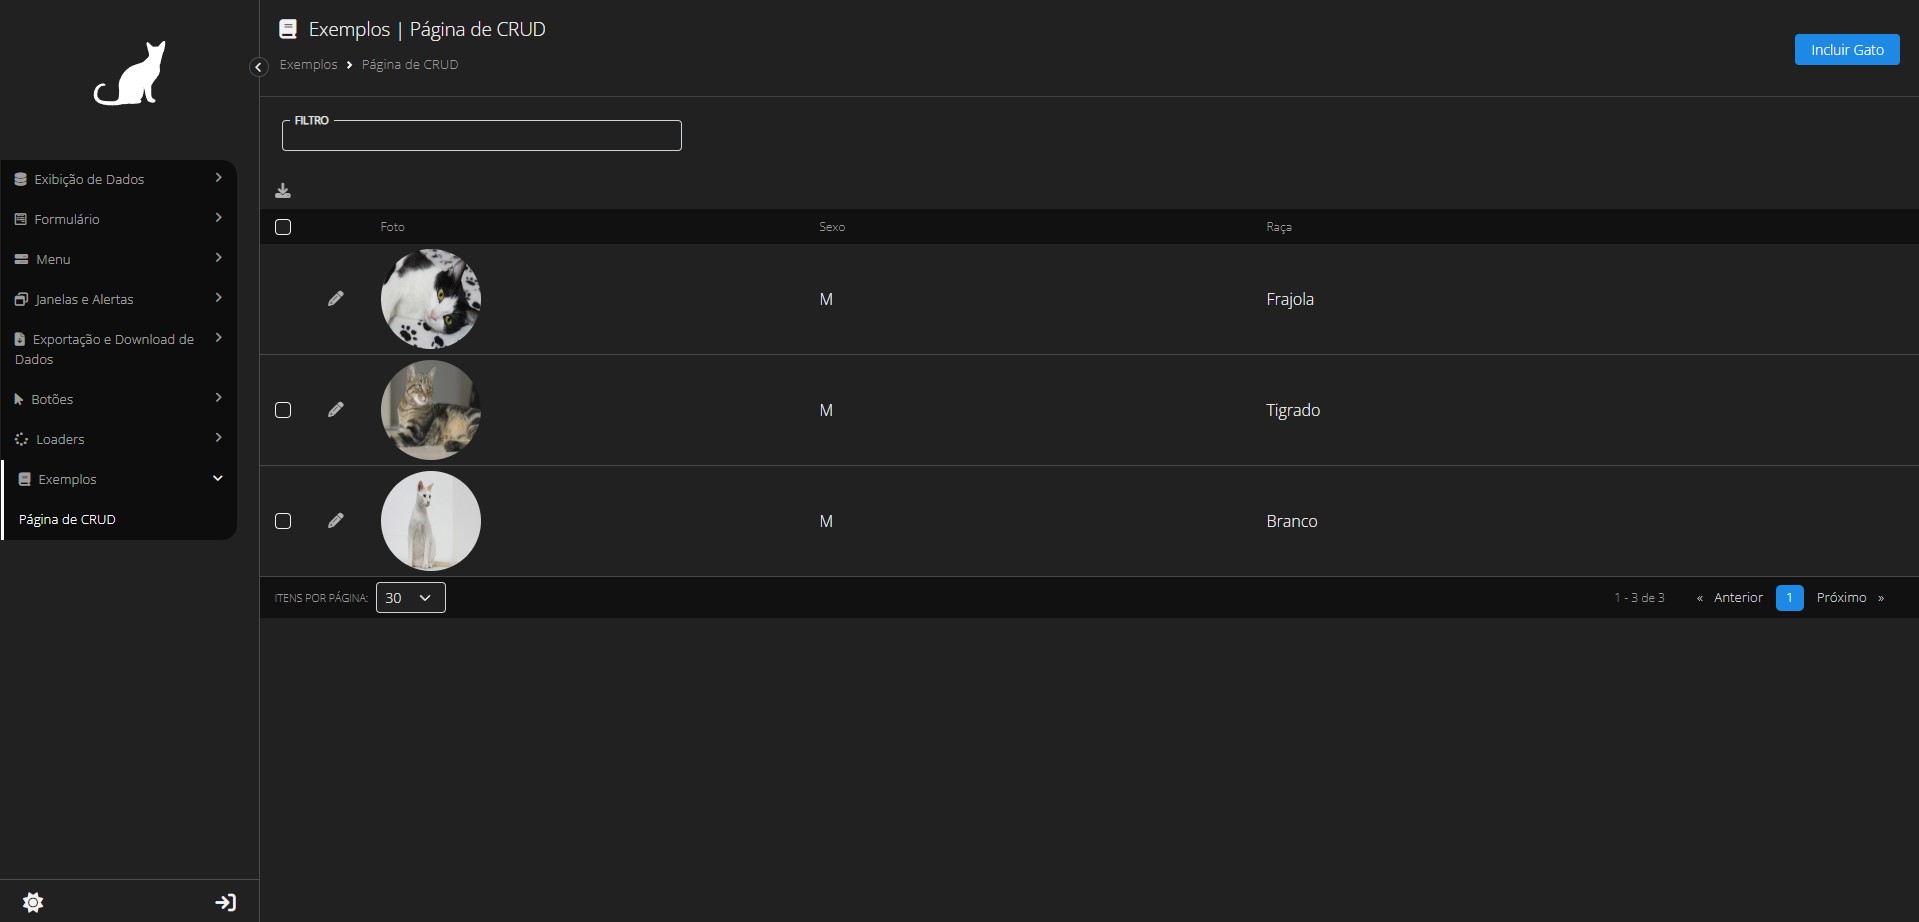 Exemplos | Página de CRUD
Exemplos Página de CRUD
Incluir Gato
Exibição de Dados
Formulário
Menu
Janelas e Alertas
Exportação e Download de
Dados
Botões
Loaders
Exemplos
Página de CRUD
FILTRO
Foto Sexo Raça
M Frajola
M Tigrado
M Branco
ITENS POR PÁGINA: 30 1 - 3 de 3 « Anterior 1 Próximo »